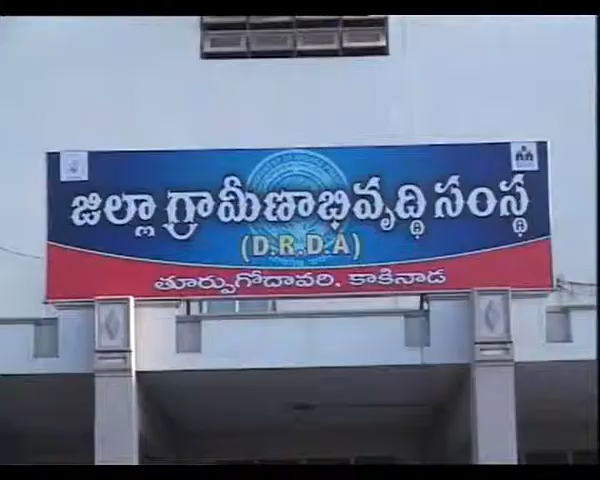 జిల్లా గ్రామీణాభివృద్ధి సంస్థ
(D.R.D.A)
తూర్పుగోదావరి. కాకినాడ